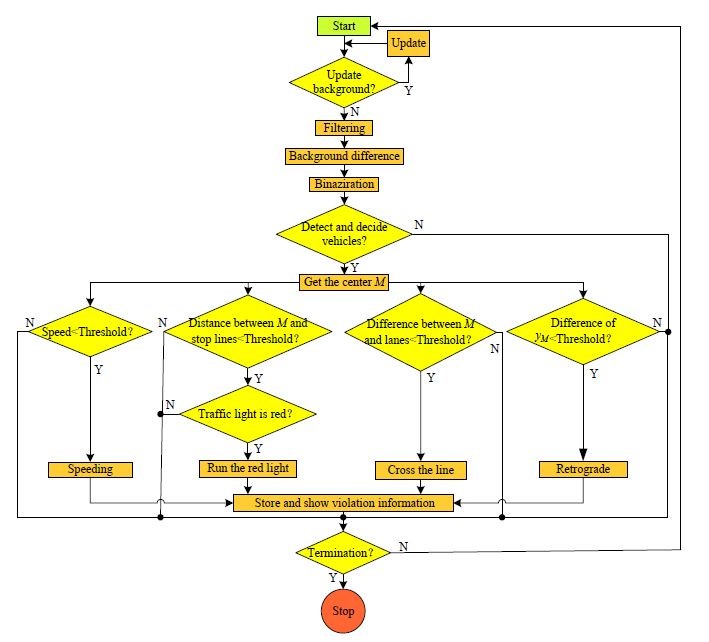 Start
Update
Update
background?
Y
N
Filtering
Background difference
Binaziration
Detect and decide
vehicles?
N
Y
Get the center M
N
Speed<Threshold?
N
Distance between M and
stop lines<Threshold?
Difference between M
and lanes<Threshold?
N
Difference of
yM<Threshold?
N
Y
Y
Y
Y
N
Traffic light is red?
Y
Speeding
Run the red light
Cross the line
Retrograde
Store and show violation information
Termination?
N
Y
Stop